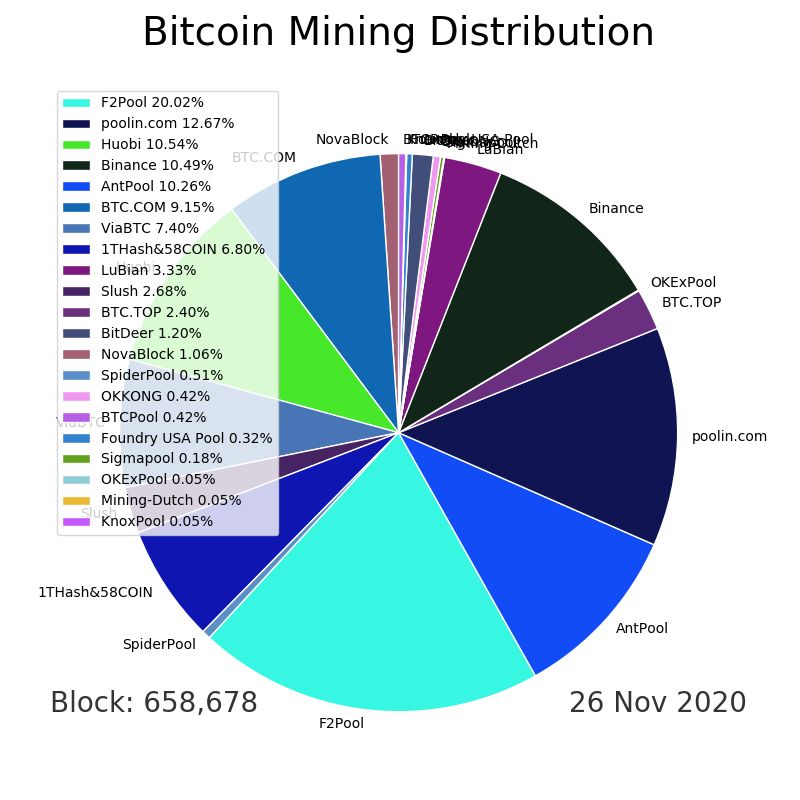 Bitcoin Mining Distribution
F2Pool 20.02%
poolin.com 12.67%
Huobi 10.54%
Binance 10.49%
AntPool 10.26%
BTC.COM 9.15%
ViaBTC 7.40%
1THash&58COIN 6.80%
LuBian 3.33%
Slush 2.68%
BTC.TOP 2.40%
BitDeer 1.20%
NovaBlock 1.06%
SpiderPool 0.51%
OKKONG 0.42%
BTCPool 0.42%
Foundry USA Pool 0.32%
Sigmapool 0.18%
OKExPool 0.05%
Mining-Dutch 0.05%
KnoxPool 0.05%
NovaBlock
BTC.COM
LuBian
Binance
OKExPool
BTC.TOP
poolin.com
Huobi
ViaBTC
Slush
1THash&58COIN
SpiderPool
AntPool
F2Pool
Block: 658,678
26 Nov 2020